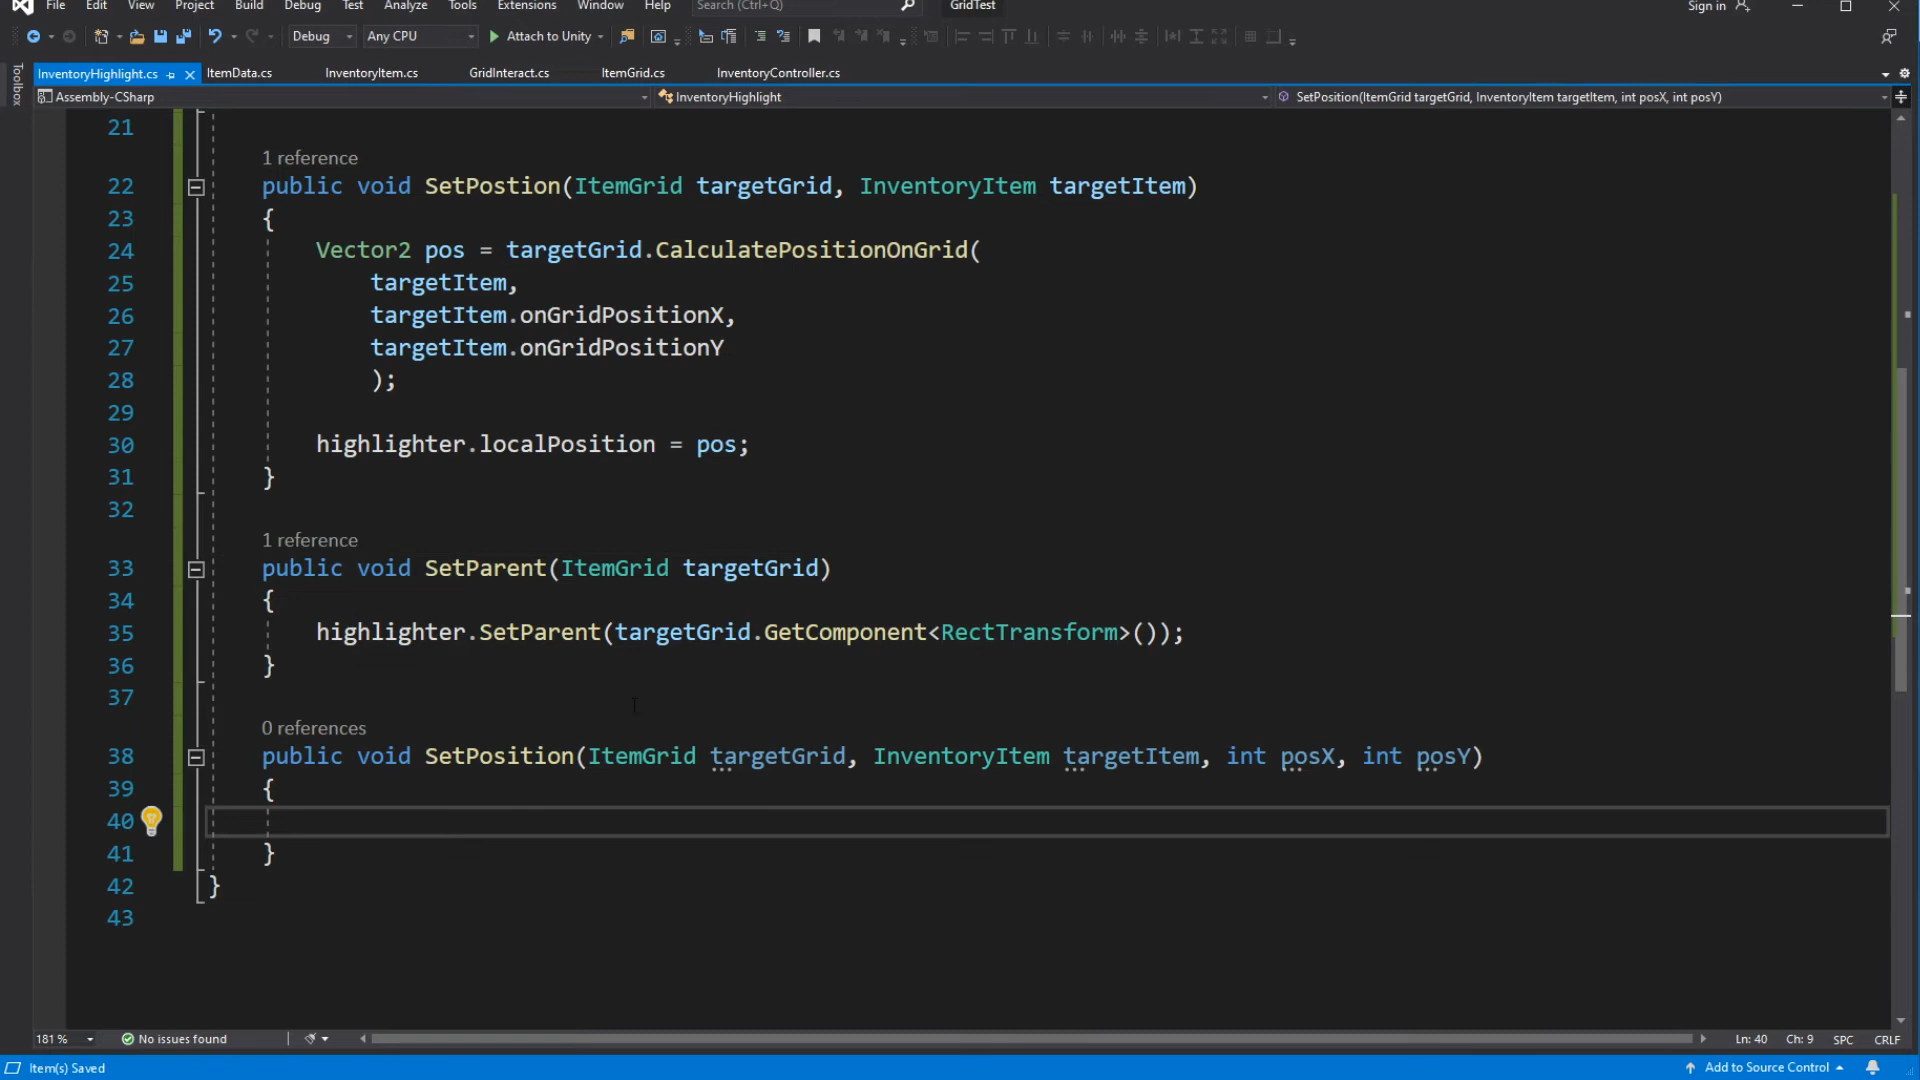 File Edit View Project Build Debug Test Analyze Tools Extensions Window Help Search (Ctrl+Q) GridTest Sign in
Debug Any CPU Attach to Unity
Toolbox
InventoryHighlight.cs ItemData.cs InventoryItem.cs GridInteract.cs ItemGrid.cs InventoryController.cs
Assembly-CSharp InventoryHighlight SetPosition(ItemGrid targetGrid, InventoryItem targetItem, int posX, int posY)
21
1 reference
22 public void SetPostion(ItemGrid targetGrid, InventoryItem targetItem)
23 {
24 Vector2 pos = targetGrid.CalculatePositionOnGrid(
25 targetItem,
26 targetItem.onGridPositionX,
27 targetItem.onGridPositionY
28 );
29
30 highlighter.localPosition = pos;
31 }
32
1 reference
33 public void SetParent(ItemGrid targetGrid)
34 {
35 highlighter.SetParent(targetGrid.GetComponent<RectTransform>());
36 }
37
0 references
38 public void SetPosition(ItemGrid targetGrid, InventoryItem targetItem, int posX, int posY)
39 {
40
41 }
42 }
43
181 % No issues found Ln: 40 Ch: 9 SPC CRLF
Item(s) Saved Add to Source Control